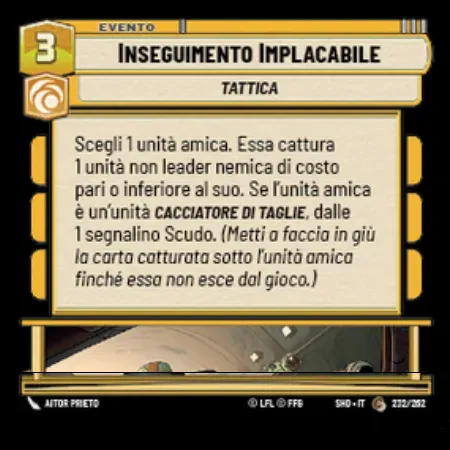 EVENTO
3
INSEGUIMENTO IMPLACABILE
TATTICA
Scegli 1 unità amica. Essa cattura
1 unità non leader nemica di costo
pari o inferiore al suo. Se l'unità amica
è un'unità CACCIATORE DI TAGLIE, dalle
1 segnalino Scudo. (Metti a faccia in giù
la carta catturata sotto l'unità amica
finché essa non esce dal gioco.)
AITOR PRIETO © LFL © FFG SHD • IT 232/262